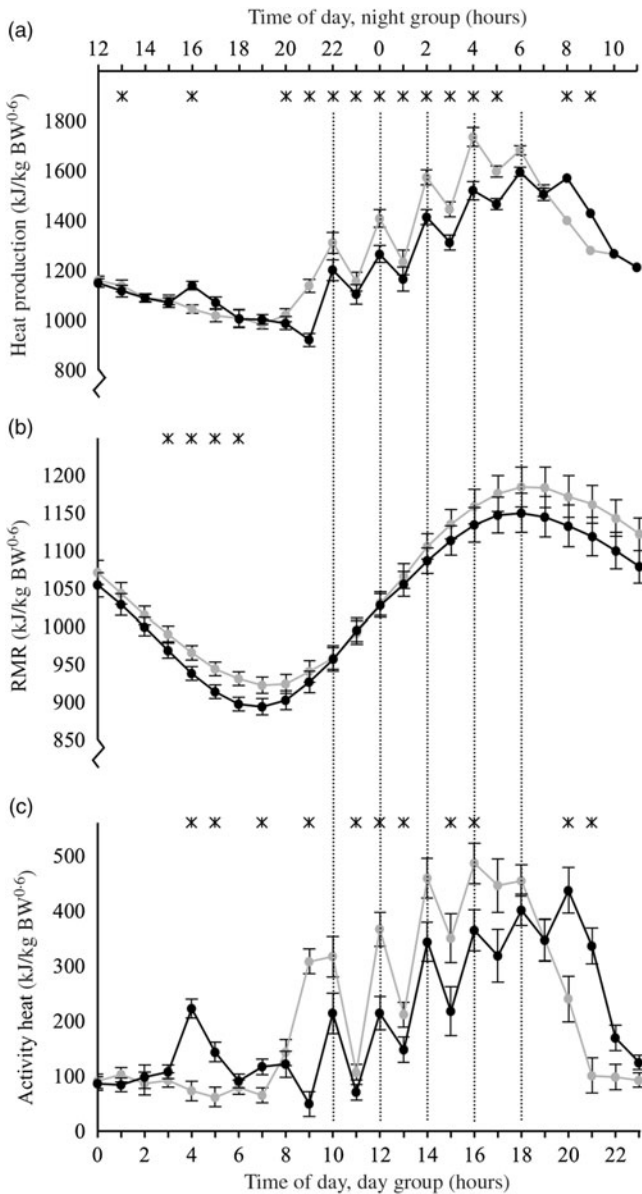 Time of day, night group (hours)
(a)
12 14 16 18 20 22 0 2 4 6 8 10
1800
1600
1400
1200
1000
800
Heat production (kJ/kg BW0·6)
(b)
1200
1150
1100
1050
1000
950
900
850
RMR (kJ/kg BW0·6)
(c)
500
400
300
200
100
0
Activity heat (kJ/kg BW0·6)
0 2 4 6 8 10 12 14 16 18 20 22
Time of day, day group (hours)